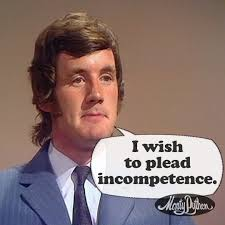 I wish
to plead
incompetence.
Monty Python